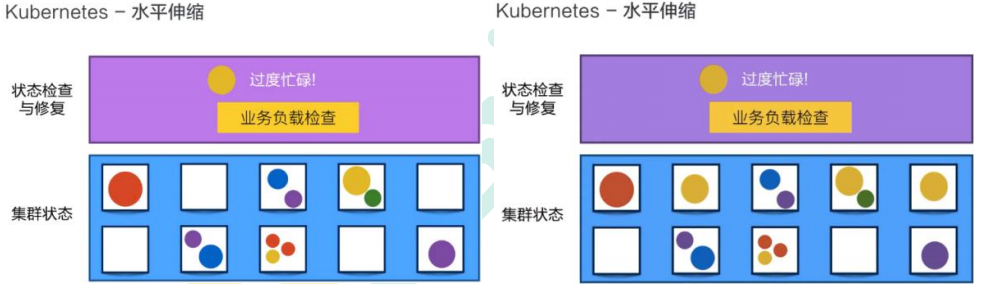 Kubernetes – 水平伸缩
状态检查
与修复
过度忙碌!
业务负载检查
集群状态
Kubernetes – 水平伸缩
状态检查
与修复
过度忙碌!
业务负载检查
集群状态